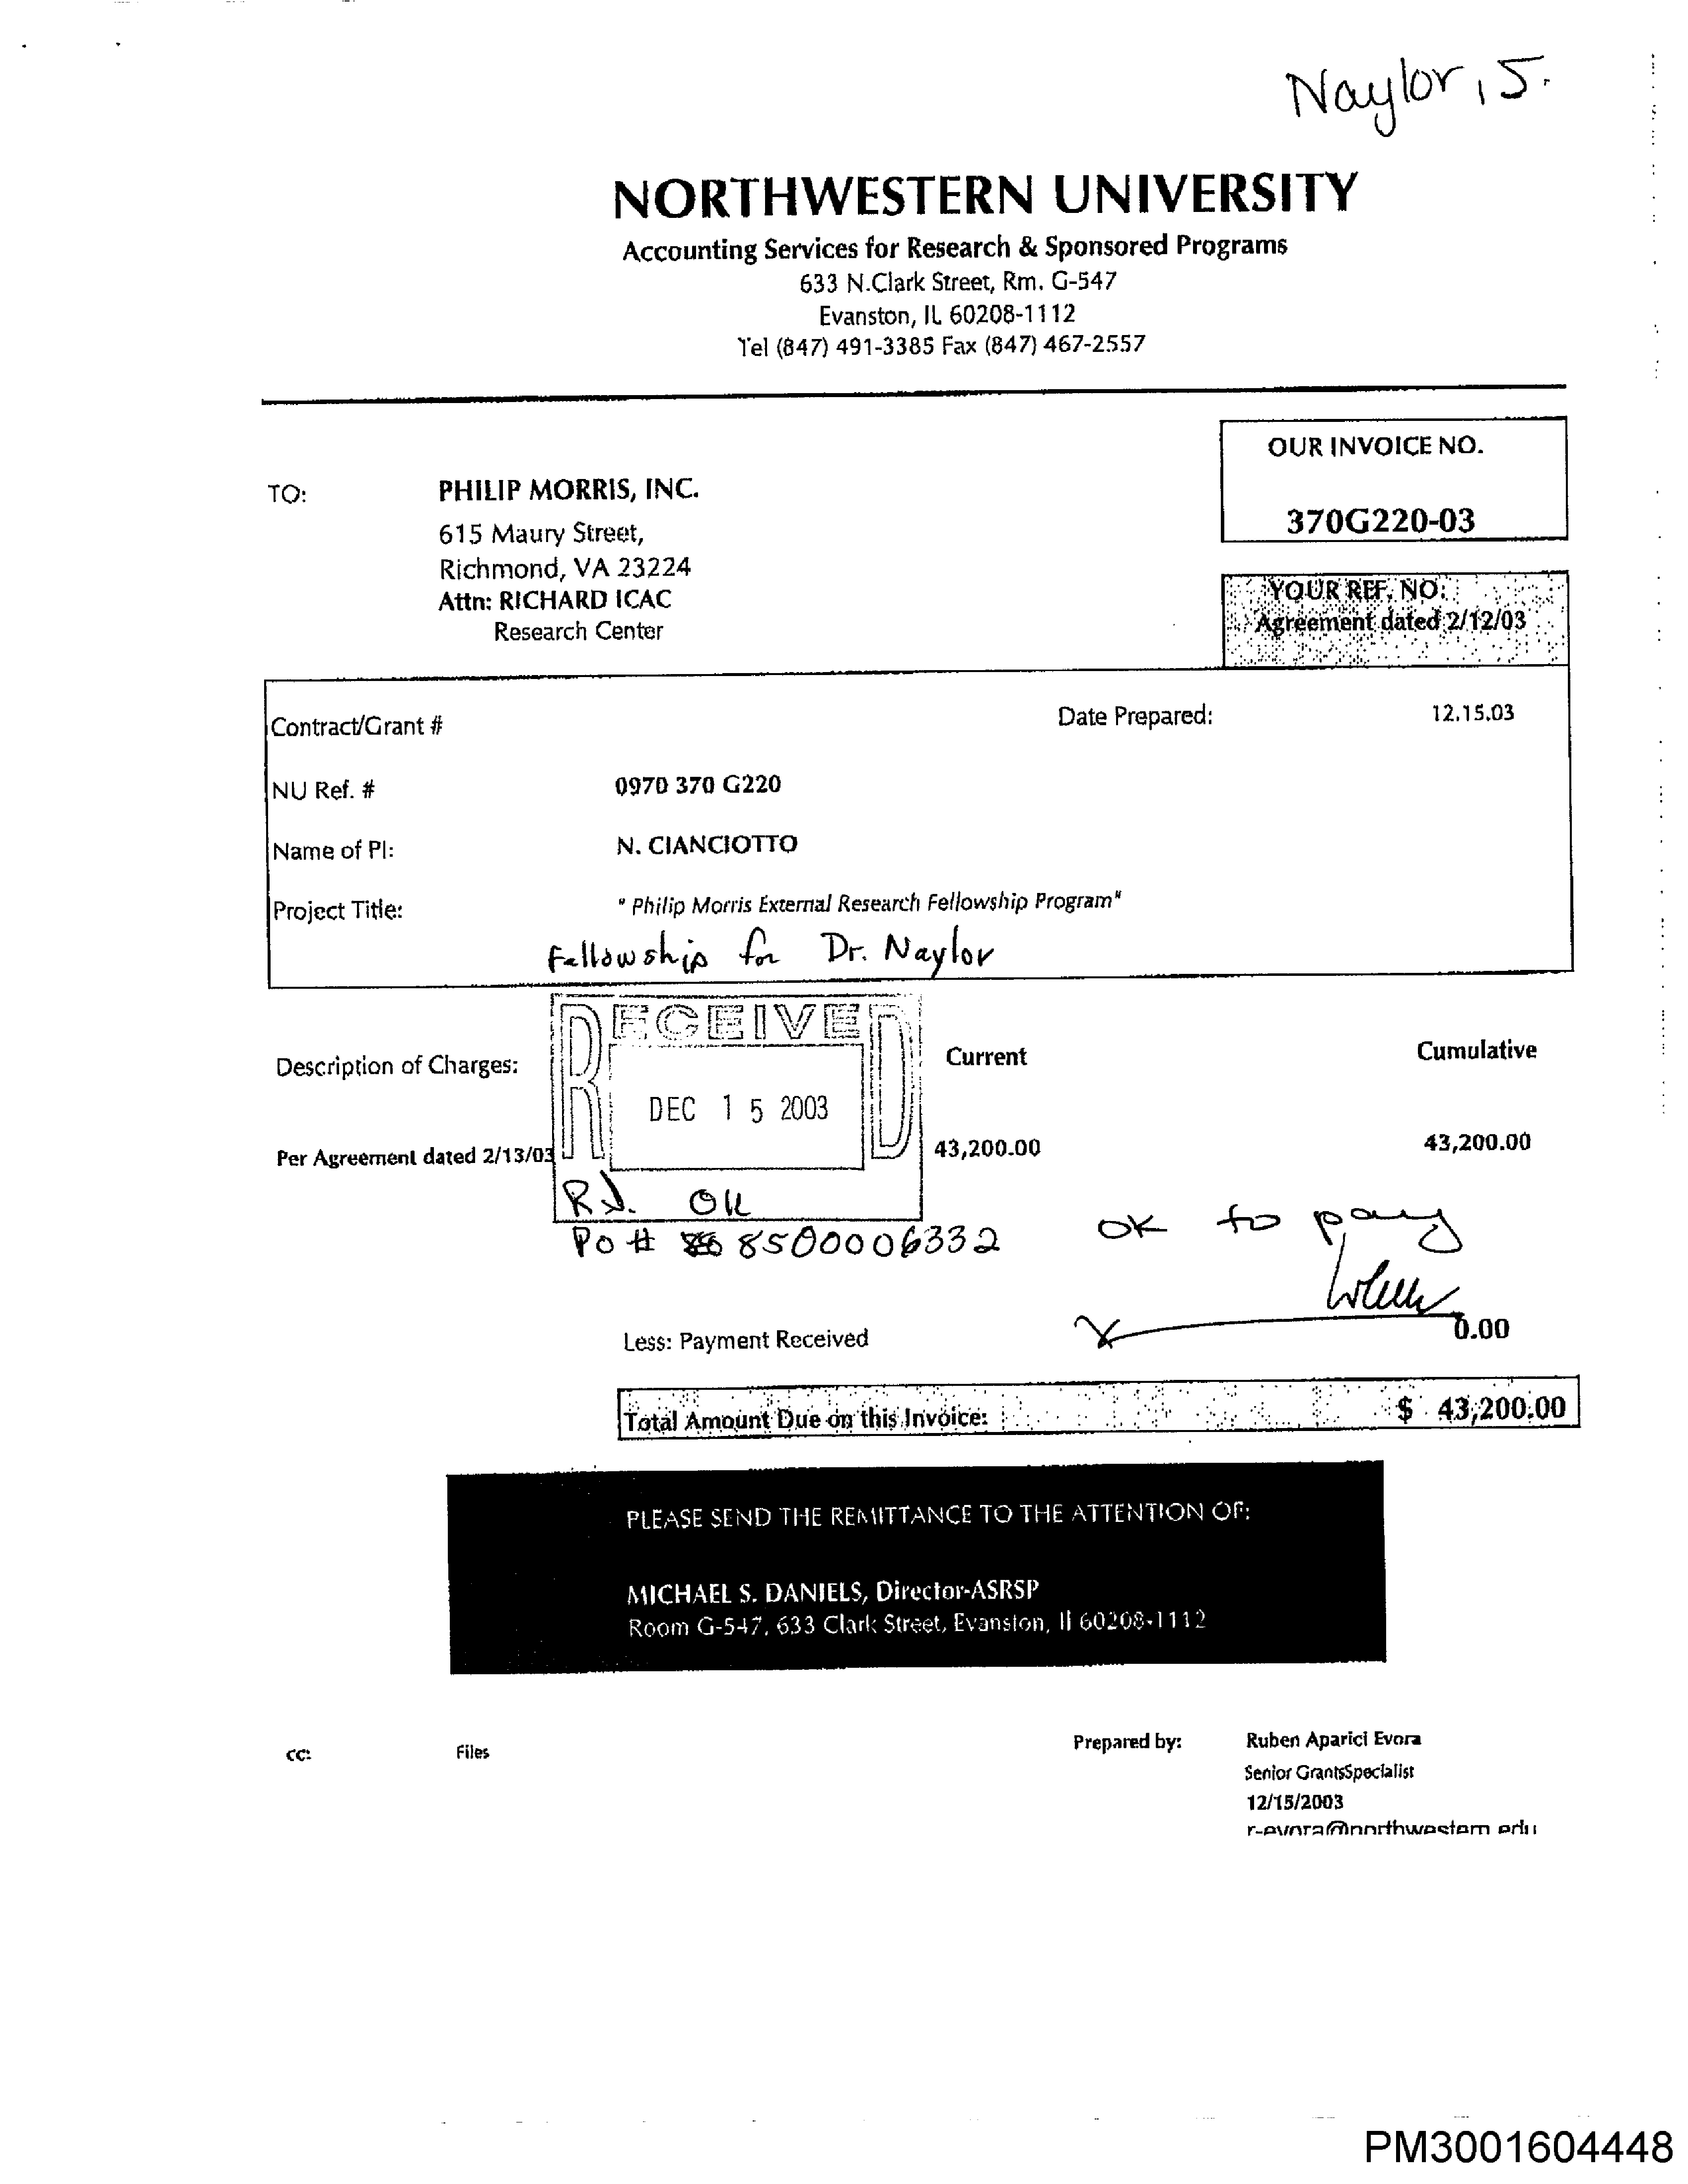 Naylor, J.
NORTHWESTERN UNIVERSITY
Accounting Services for Research & Sponsored Programs
633 N.Clark Street, Rm. G-547
Evanston, IL 60208-1112
Tel (847) 491-3385 Fax (847) 467-2557
OUR INVOICE NO.
370G220-03
TO: PHILIP MORRIS, INC.
615 Maury Street,
Richmond, VA 23224
Attn: RICHARD ICAC
Research Center
YOUR REF. NO:
Agreement dated 2/12/03
Contract/Grant # Date Prepared: 12.15.03
NU Ref. # 0970 370 G220
Name of PI: N. CIANCIOTTO
Project Title: "Philip Morris External Research Fellowship Program"
Fellowship for Dr. Naylor
RECEIVED
DEC 15 2003
Description of Charges: Current Cumulative
Per Agreement dated 2/13/03 43,200.00 43,200.00
OK
PO # 8500006332
OK to pay
Less: Payment Received 0.00
Total Amount Due on this Invoice: $ 43,200.00
PLEASE SEND THE REMITTANCE TO THE ATTENTION OF:
MICHAEL S. DANIELS, Director-ASRSP
Room G-547, 633 Clark Street, Evanston, Il 60208-1112
cc: Files
Prepared by: Ruben Aparici Evora
Senior GrantsSpecialist
12/15/2003
r-evora@northwestern.edu
PM3001604448